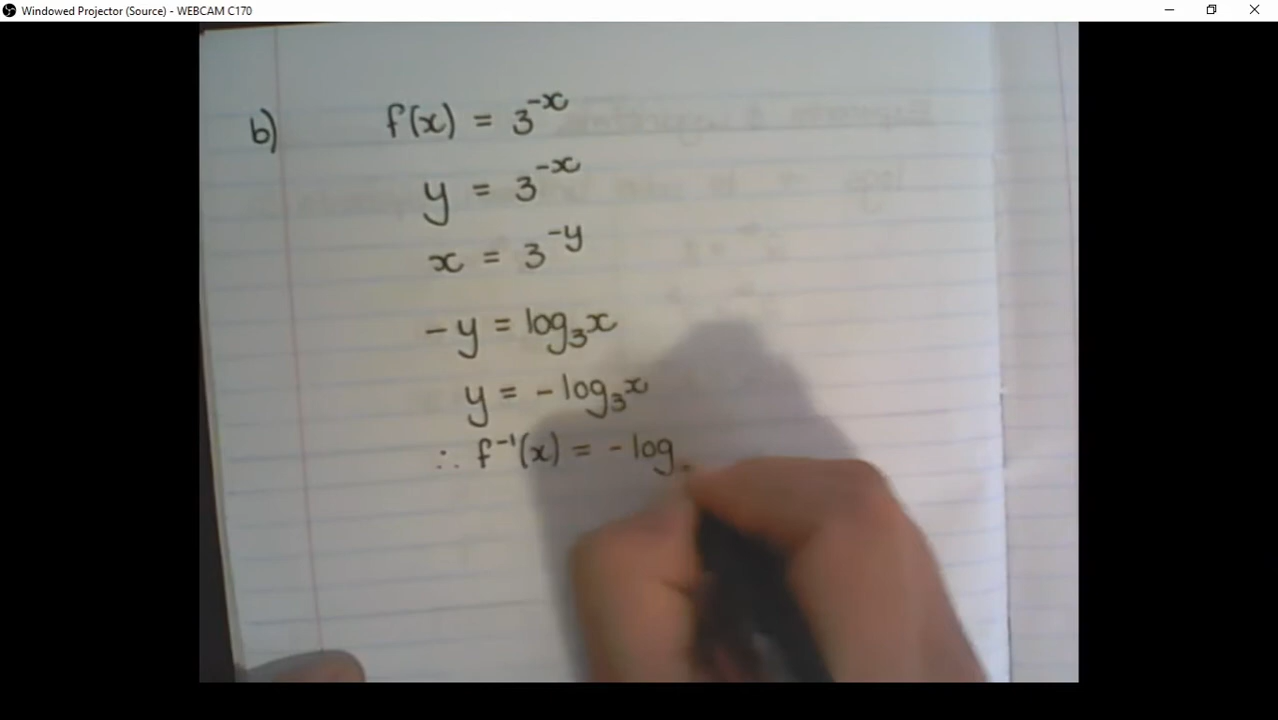 Windowed Projector (Source) - WEBCAM C170
b) f(x) = 3^-x
y = 3^-x
x = 3^-y
-y = log₃x
y = -log₃x
∴ f⁻¹(x) = -log